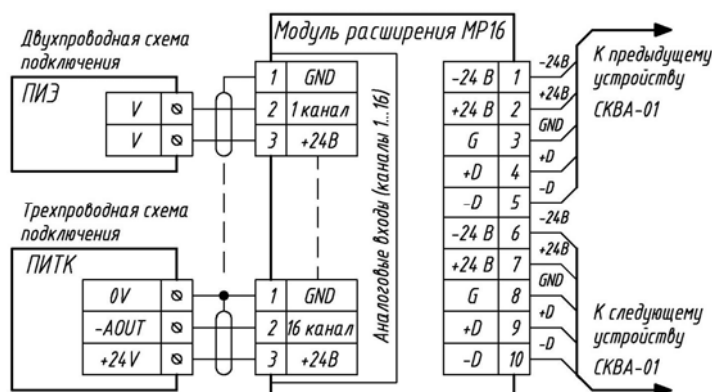 Модуль расширения МР16
Двухпроводная схема
подключения
ПИЭ
V
V
1 GND
2 1 канал
3 +24В
Трехпроводная схема
подключения
ПИТК
0V
-AOUT
+24V
1 GND
2 16 канал
3 +24В
Аналоговые входы (каналы 1...16)
-24 В 1
+24 В 2
G 3
+D 4
-D 5
-24 В 6
+24 В 7
G 8
+D 9
-D 10
-24В
+24В
GND
+D
-D
-24В
+24В
GND
+D
-D
К предыдущему
устройству
СКВА-01
К следующему
устройству
СКВА-01